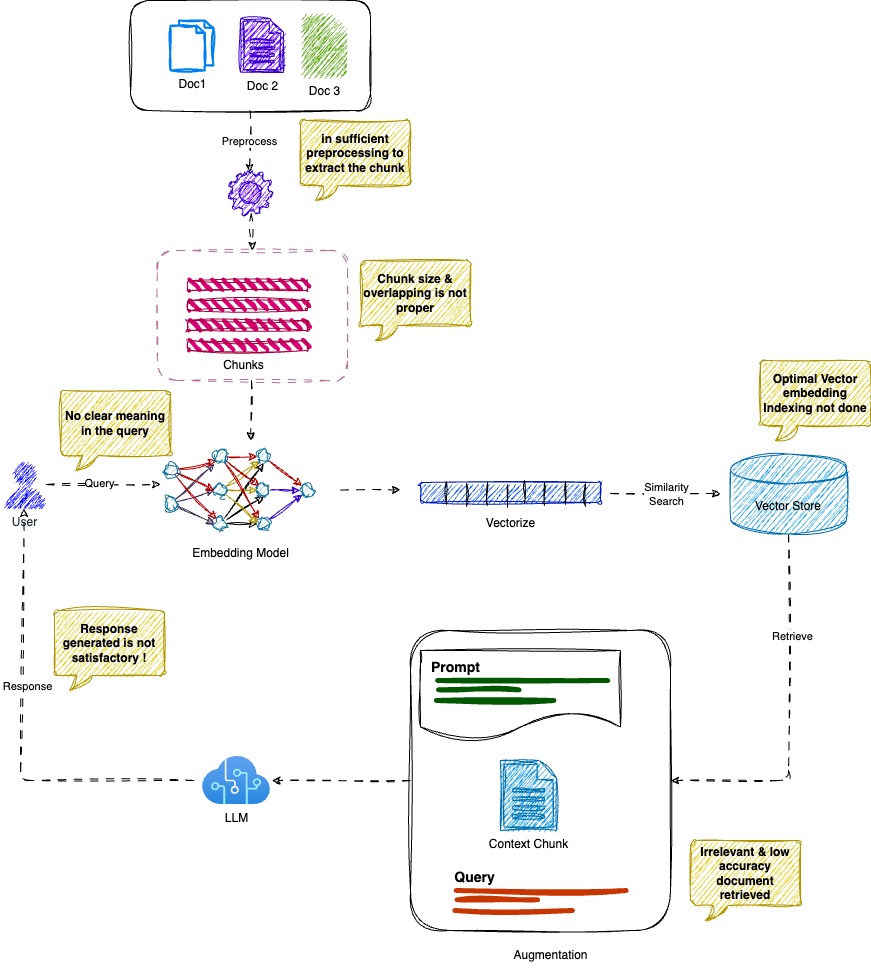 Doc1
Doc 2
Doc 3
Preprocess
in sufficient
preprocessing to
extract the chunk
Chunk size &
overlapping is not
proper
Chunks
No clear meaning
in the query
Optimal Vector
embedding
Indexing not done
User
Query
Embedding Model
Vectorize
Similarity
Search
Vector Store
Response
generated is not
satisfactory !
Retrieve
Response
Prompt
LLM
Context Chunk
Query
Irrelevant & low
accuracy
document
retrieved
Augmentation